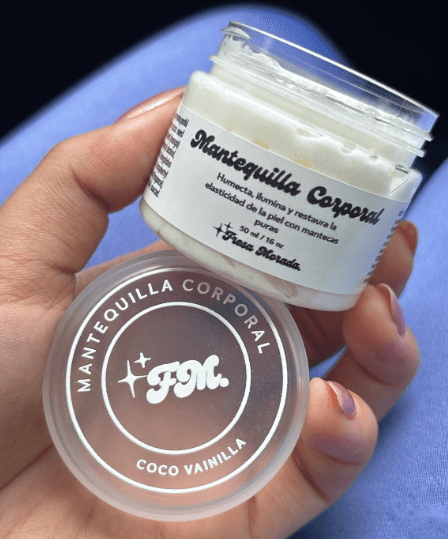 Mantequilla Corporal
Humecta, ilumina y restaura la
elasticidad de la piel con mantecas
puras
50 ml / 16 oz
Fresa Morada.
MANTEQUILLA CORPORAL
FM.
COCO VAINILLA